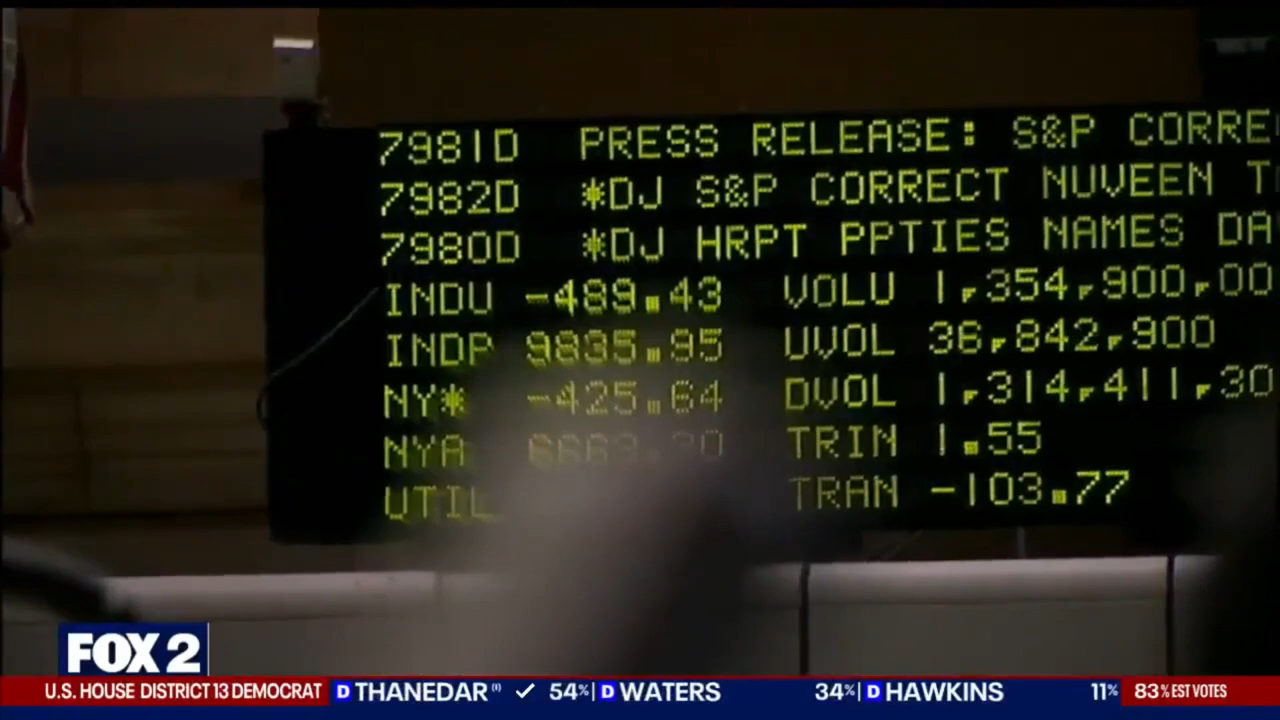 7981D PRESS RELEASE: S&P CORRE
7982D *DJ S&P CORRECT NUVEEN T
7980D *DJ HRPT PPTIES NAMES DA
INDU -489.43 VOLU 1,354,900,00
INDP 9835.95 UVOL 36,842,900
NY* -425.64 DVOL 1,314,411,30
NYA TRIN 1.55
UTIL TRAN -103.77
FOX 2
U.S. HOUSE DISTRICT 13 DEMOCRAT D THANEDAR (I) ✓ 54% D WATERS 34% D HAWKINS 11% 83% EST VOTES